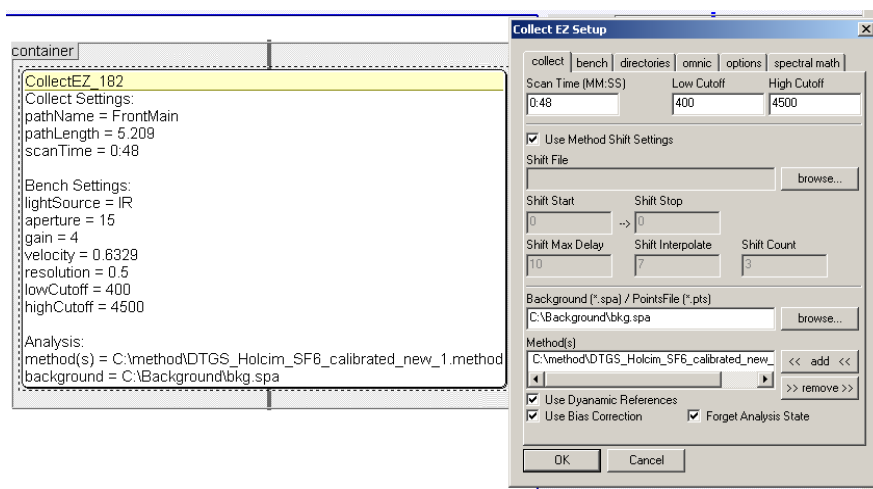 container
CollectEZ_182
Collect Settings:
pathName = FrontMain
pathLength = 5.209
scanTime = 0:48
Bench Settings:
lightSource = IR
aperture = 15
gain = 4
velocity = 0.6329
resolution = 0.5
lowCutoff = 400
highCutoff = 4500
Analysis:
method(s) = C:\method\DTGS_Holcim_SF6_calibrated_new_1.method
background = C:\Background\bkg.spa
Collect EZ Setup
collect bench directories omnic options spectral math
Scan Time (MM:SS) Low Cutoff High Cutoff
0:48 400 4500
Use Method Shift Settings
Shift File
browse...
Shift Start Shift Stop
0 --> 0
Shift Max Delay Shift Interpolate Shift Count
10 7 3
Background (*.spa) / PointsFile (*.pts)
C:\Background\bkg.spa browse...
Method(s)
C:\method\DTGS_Holcim_SF6_calibrated_new_ << add <<
>> remove >>
Use Dyanamic References
Use Bias Correction Forget Analysis State
OK Cancel